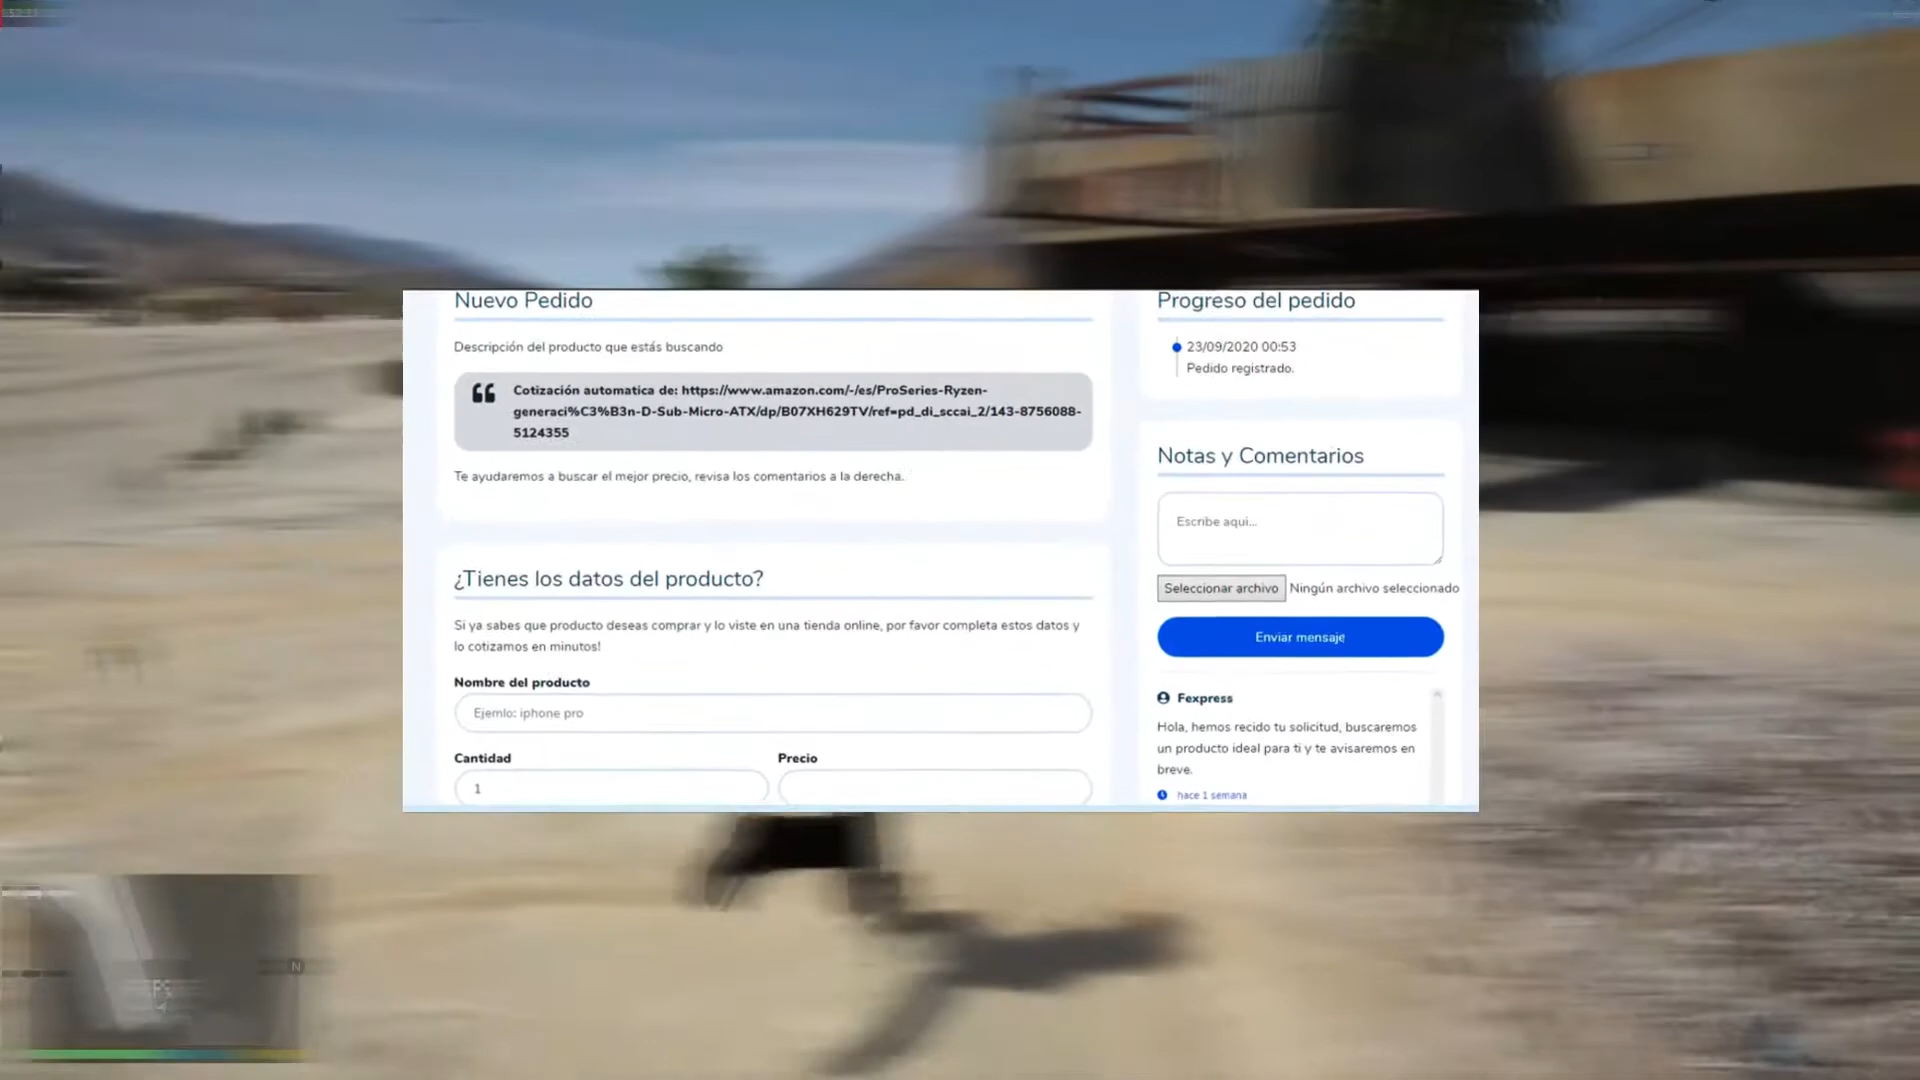 Nuevo Pedido
Descripción del producto que estás buscando
Cotización automatica de: https://www.amazon.com/-/es/ProSeries-Ryzen-
generaci%C3%B3n-D-Sub-Micro-ATX/dp/B07XH629TV/ref=pd_di_sccai_2/143-8756088-
5124355
Te ayudaremos a buscar el mejor precio, revisa los comentarios a la derecha.
¿Tienes los datos del producto?
Si ya sabes que producto deseas comprar y lo viste en una tienda online, por favor completa estos datos y
lo cotizamos en minutos!
Nombre del producto
Ejemlo: iphone pro
Cantidad
Precio
1
Progreso del pedido
23/09/2020 00:53
Pedido registrado.
Notas y Comentarios
Escribe aqui...
Seleccionar archivo Ningún archivo seleccionado
Enviar mensaje
Fexpress
Hola, hemos recido tu solicitud, buscaremos
un producto ideal para ti y te avisaremos en
breve.
hace 1 semana
N